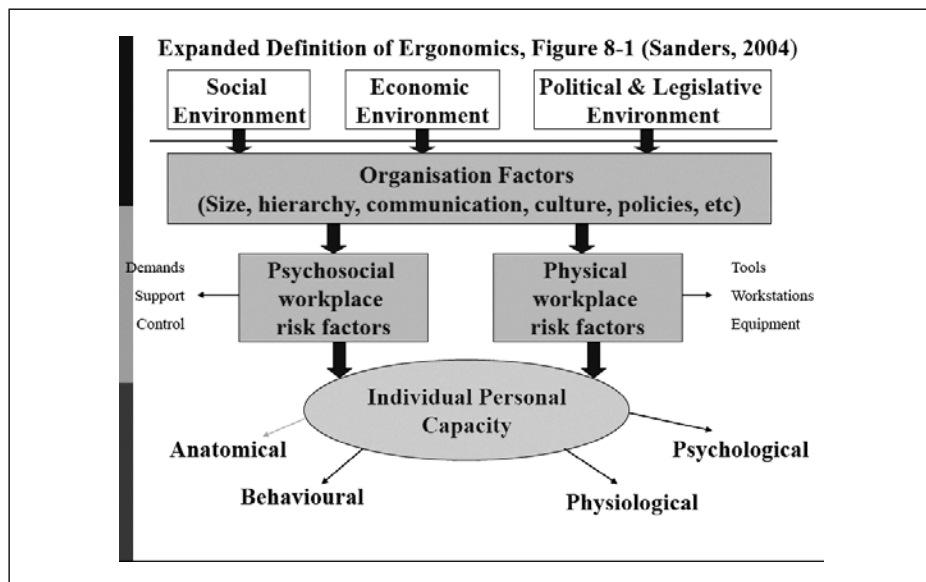 Expanded Definition of Ergonomics, Figure 8-1 (Sanders, 2004)
Social
Environment
Economic
Environment
Political & Legislative
Environment
Organisation Factors
(Size, hierarchy, communication, culture, policies, etc)
Demands
Support
Control
Psychosocial
workplace
risk factors
Physical
workplace
risk factors
Tools
Workstations
Equipment
Individual Personal
Capacity
Anatomical
Behavioural
Physiological
Psychological